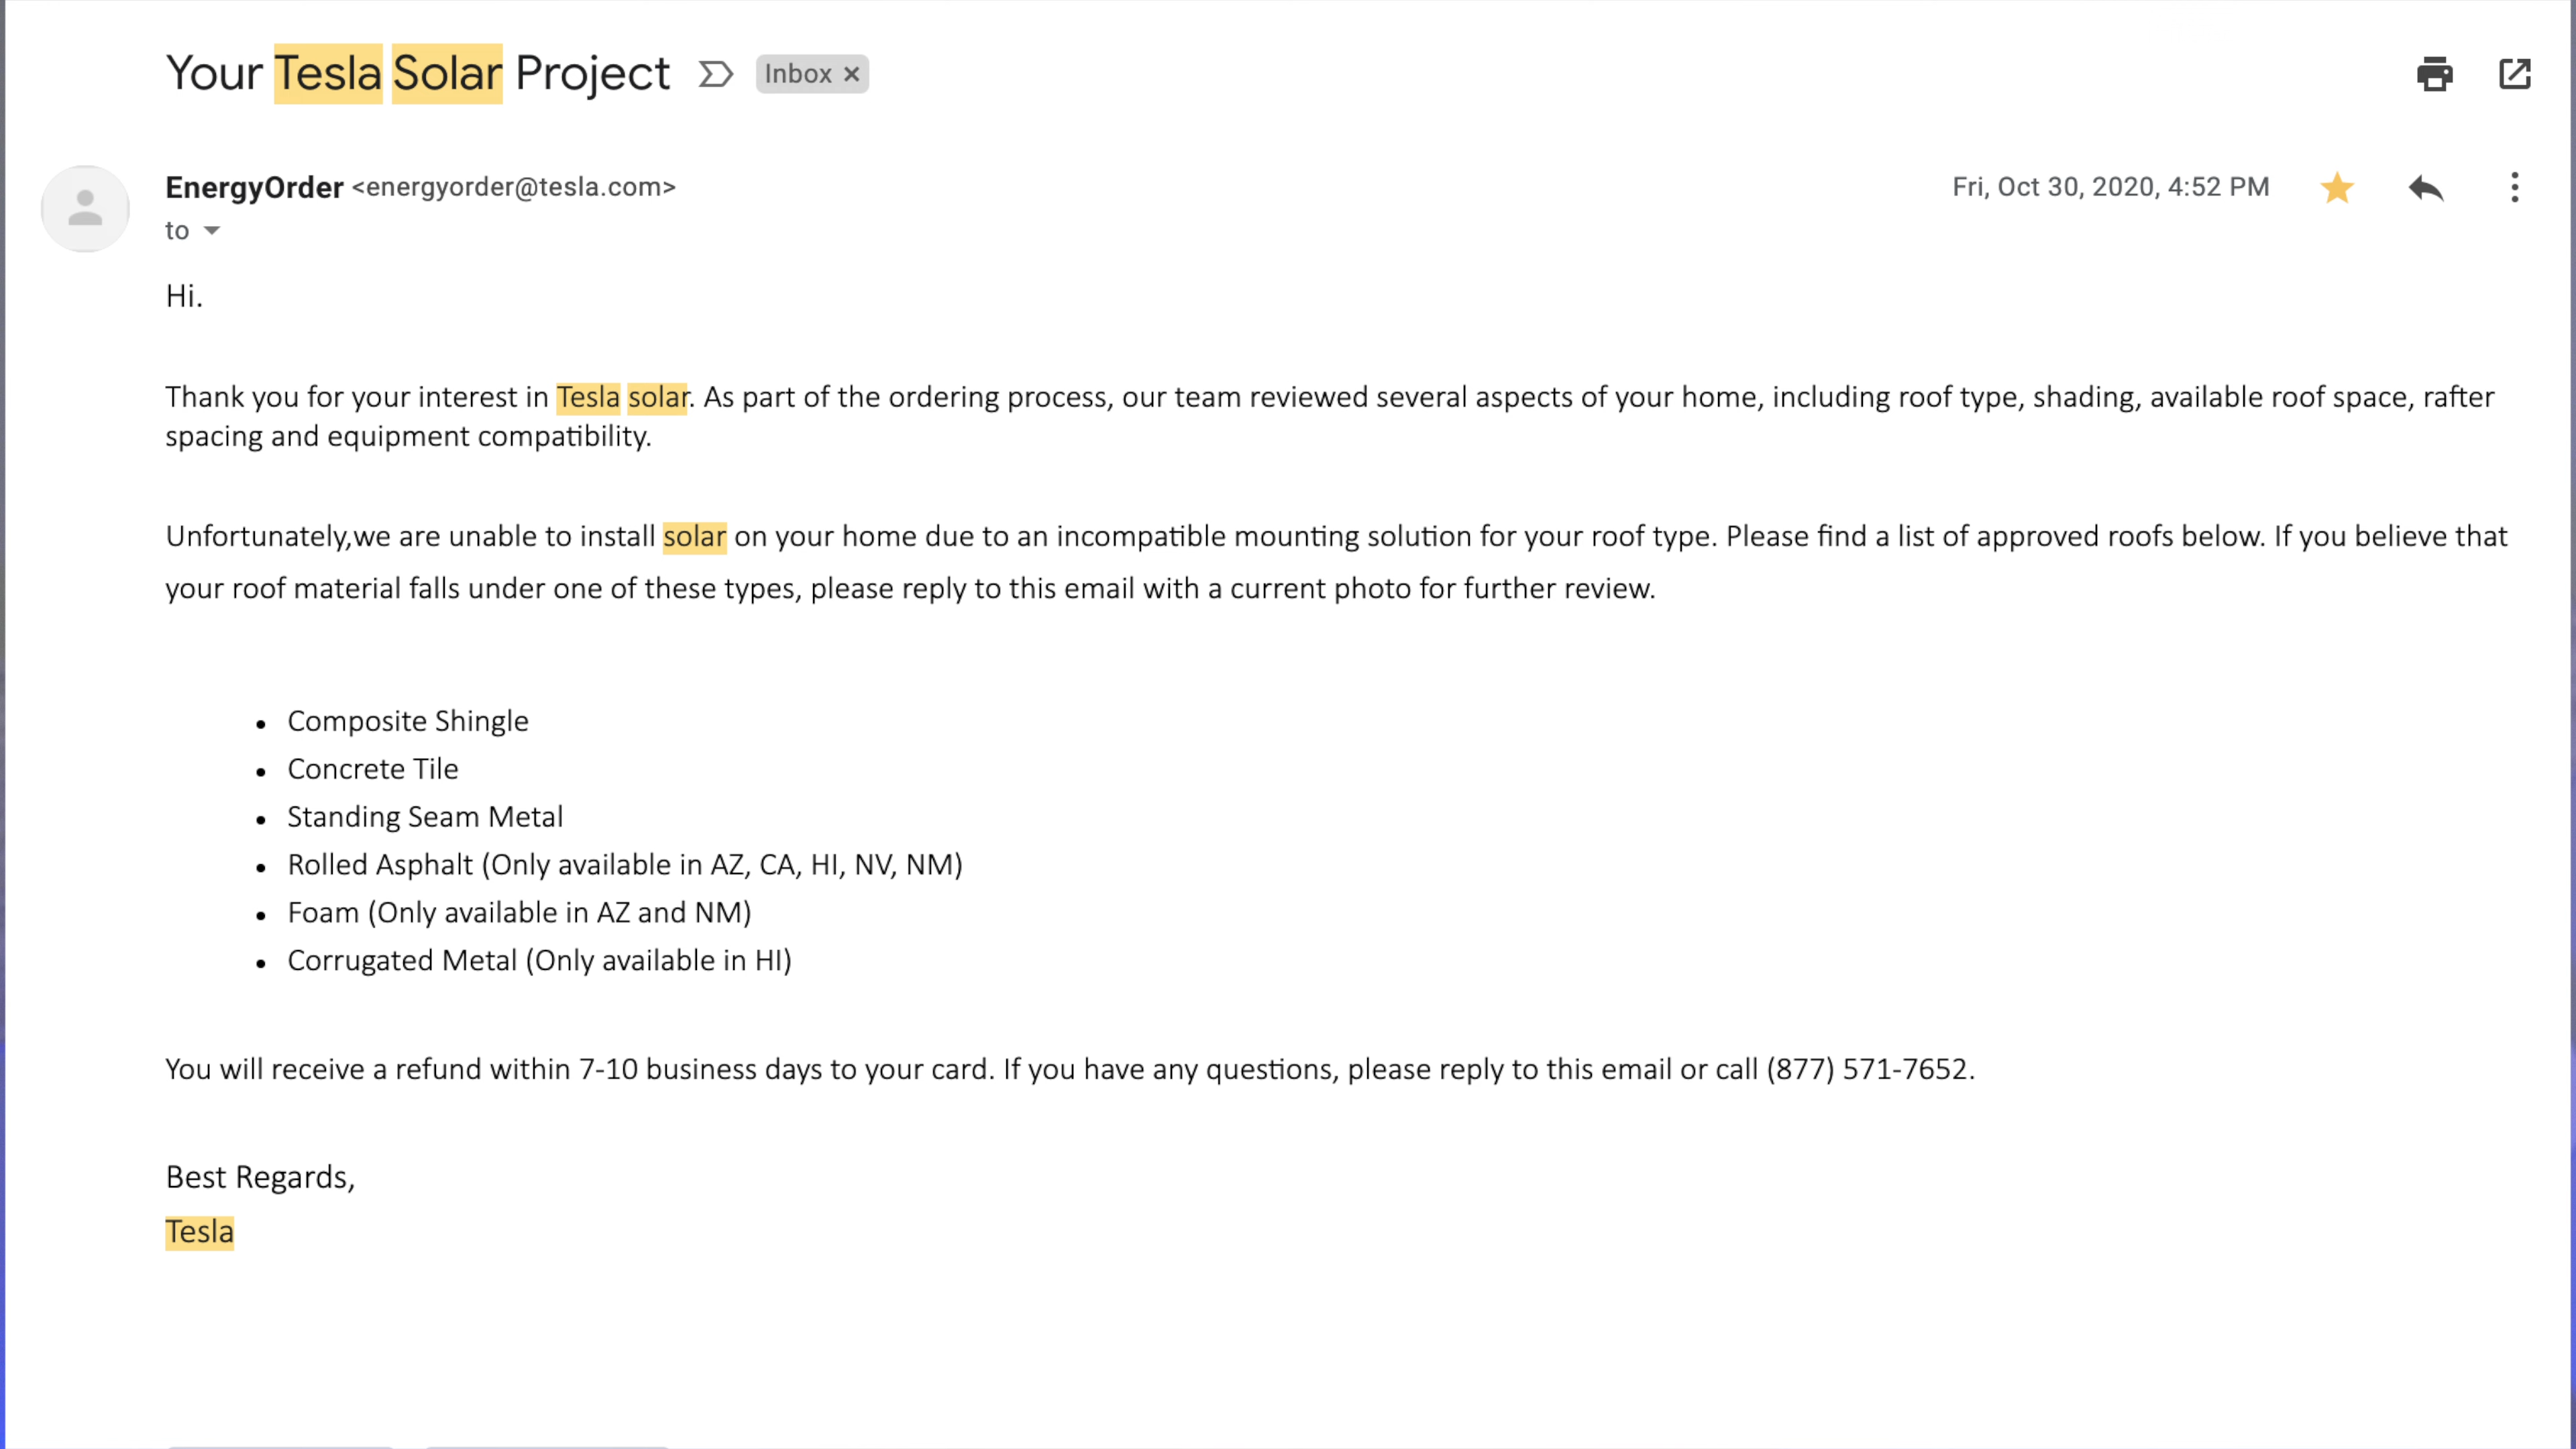 Your Tesla Solar Project Inbox ×
EnergyOrder <energyorder@tesla.com> Fri, Oct 30, 2020, 4:52 PM
to
Hi.
Thank you for your interest in Tesla solar. As part of the ordering process, our team reviewed several aspects of your home, including roof type, shading, available roof space, rafter
spacing and equipment compatibility.
Unfortunately,we are unable to install solar on your home due to an incompatible mounting solution for your roof type. Please find a list of approved roofs below. If you believe that
your roof material falls under one of these types, please reply to this email with a current photo for further review.
• Composite Shingle
• Concrete Tile
• Standing Seam Metal
• Rolled Asphalt (Only available in AZ, CA, HI, NV, NM)
• Foam (Only available in AZ and NM)
• Corrugated Metal (Only available in HI)
You will receive a refund within 7-10 business days to your card. If you have any questions, please reply to this email or call (877) 571-7652.
Best Regards,
Tesla